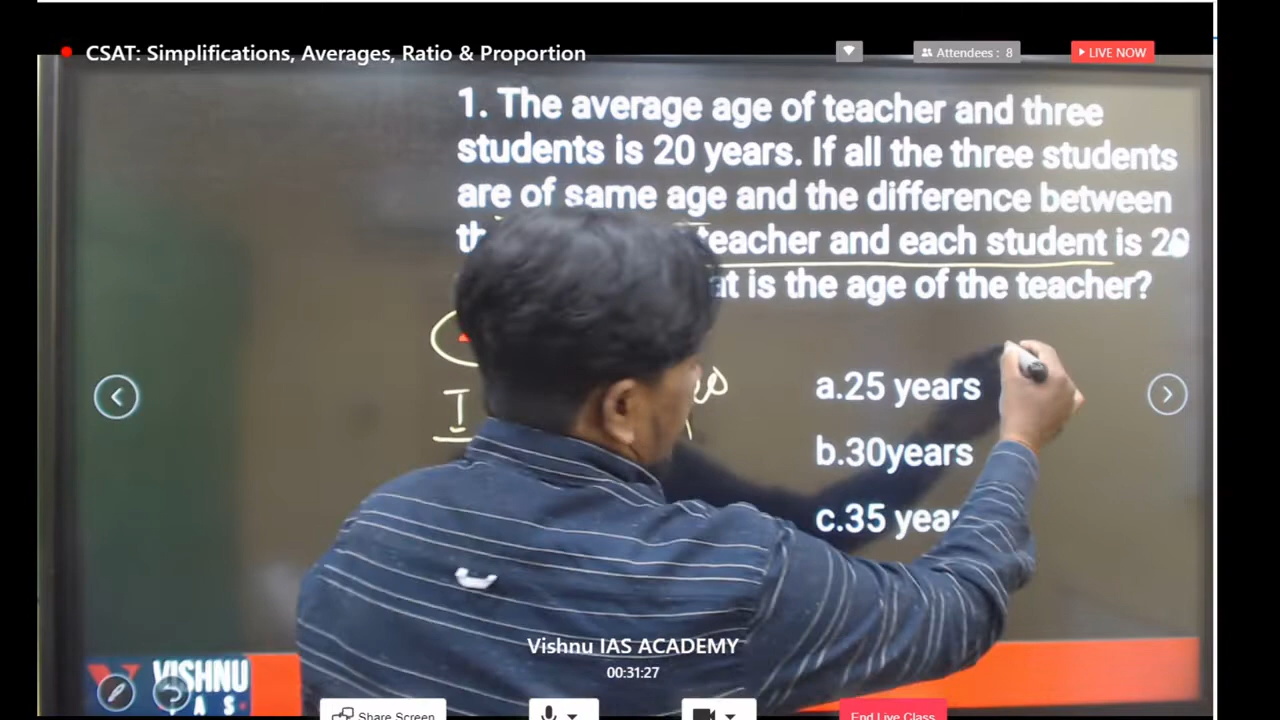 CSAT: Simplifications, Averages, Ratio & Proportion
Attendees : 8
LIVE NOW
1. The average age of teacher and three
students is 20 years. If all the three students
are of same age and the difference between
teacher and each student is 20
is the age of the teacher?
I
a.25 years
b.30years
c.35
Vishnu IAS ACADEMY
00:31:27
VISHNU
IAS
Share Screen
End Live Class